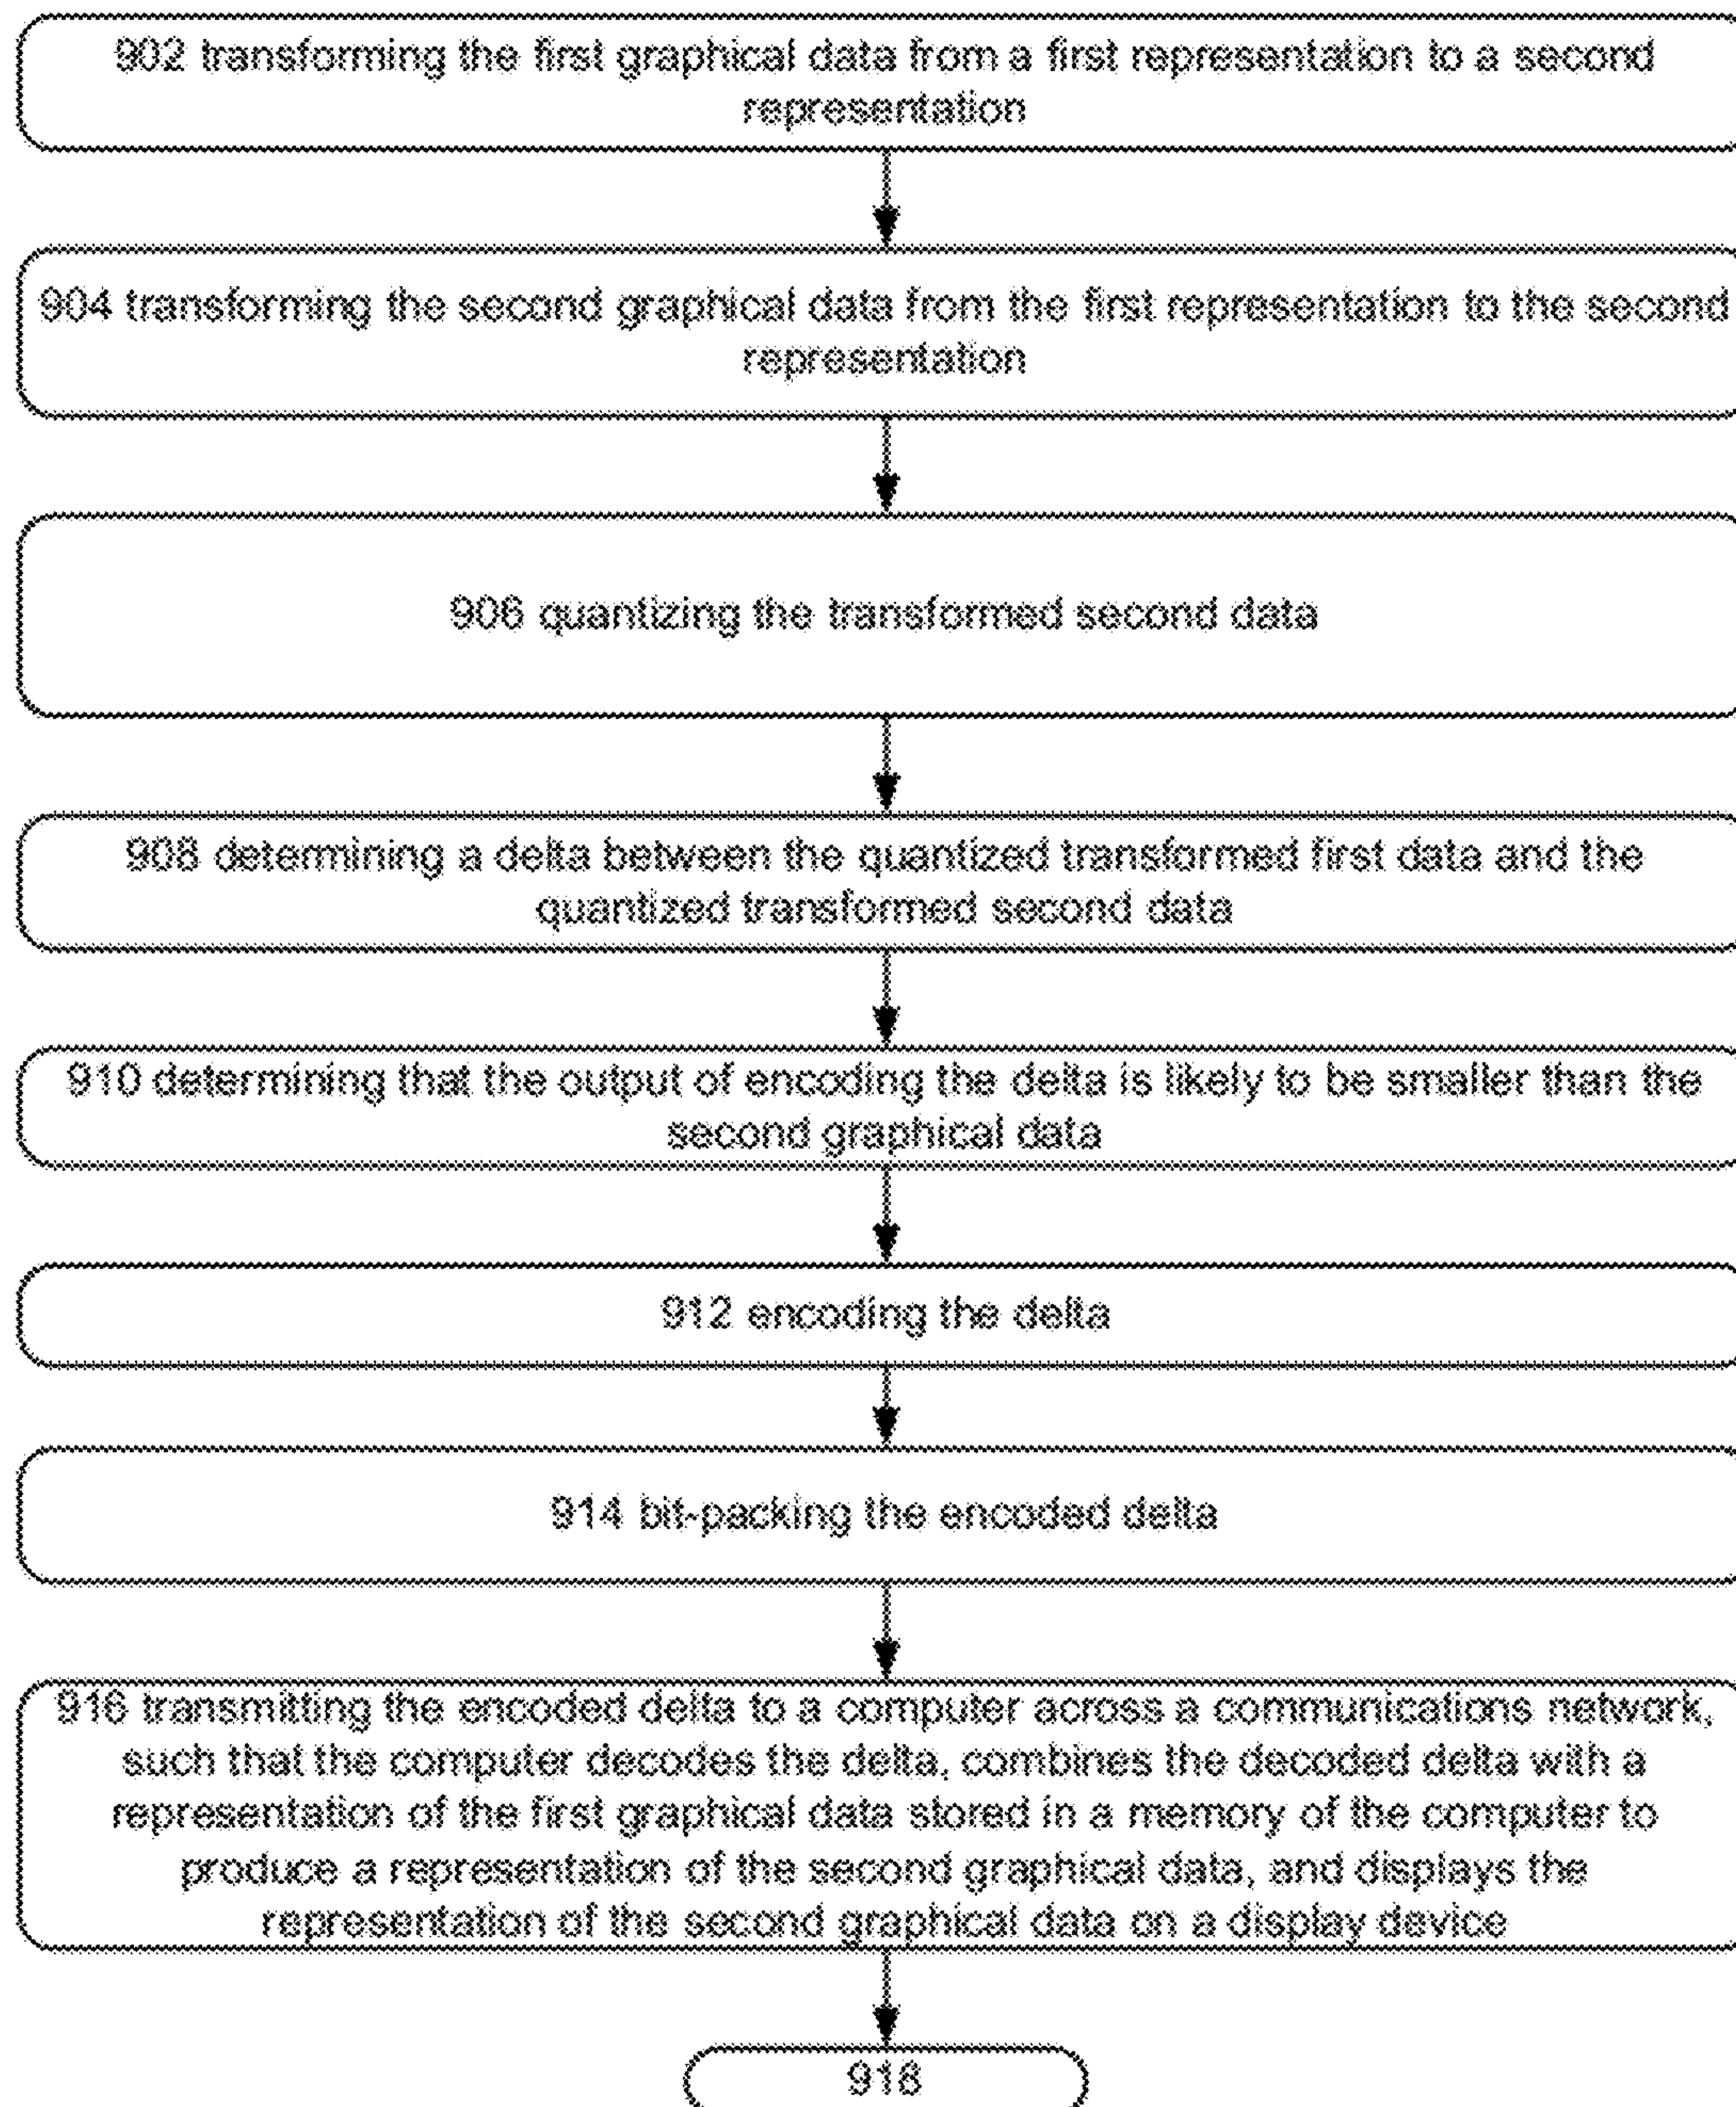 902 transforming the first graphical data from a first representation to a second
representation
904 transforming the second graphical data from the first representation to the second
representation
906 quantizing the transformed second data
908 determining a delta between the quantized transformed first data and the
quantized transformed second data
910 determining that the output of encoding the delta is likely to be smaller than the
second graphical data
912 encoding the delta
914 bit-packing the encoded delta
916 transmitting the encoded delta to a computer across a communications network,
such that the computer decodes the delta, combines the decoded delta with a
representation of the first graphical data stored in a memory of the computer to
produce a representation of the second graphical data, and displays the
representation of the second graphical data on a display device
918